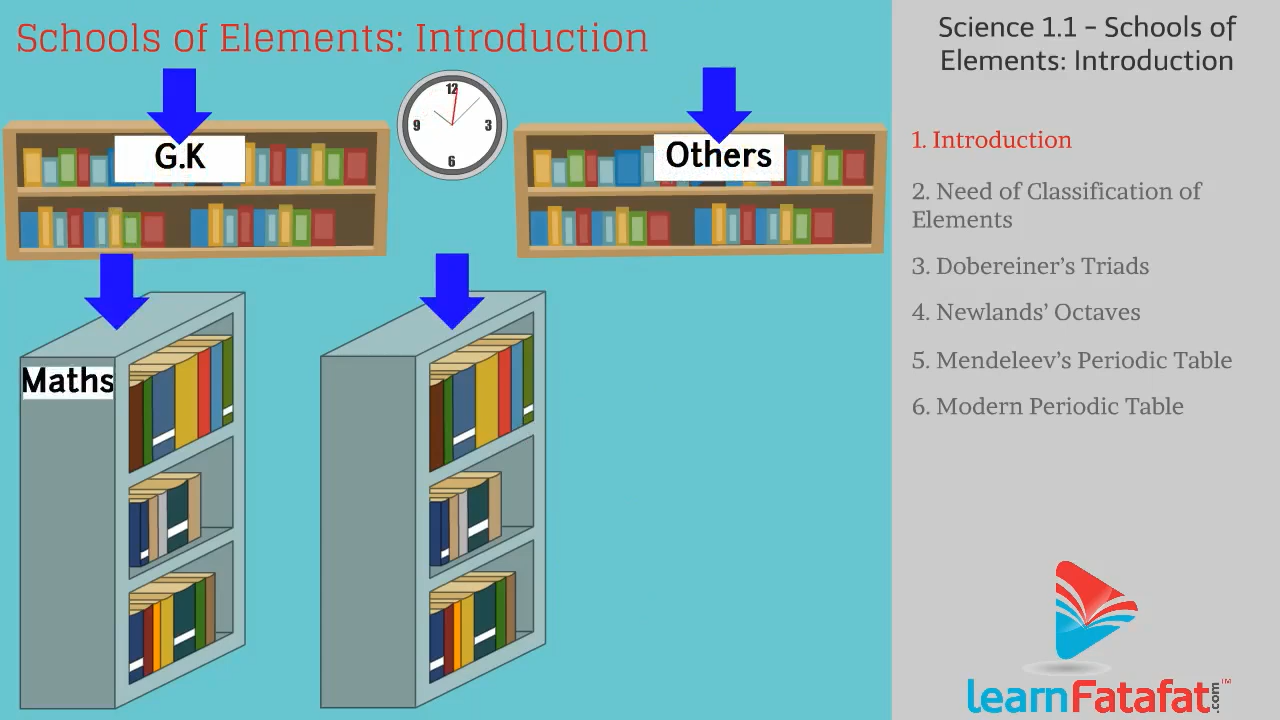 Schools of Elements: Introduction
G.K
12
9
3
6
Others
Maths
Science 1.1 – Schools of
Elements: Introduction
1. Introduction
2. Need of Classification of
Elements
3. Dobereiner's Triads
4. Newlands' Octaves
5. Mendeleev's Periodic Table
6. Modern Periodic Table
learnFatafat.com™